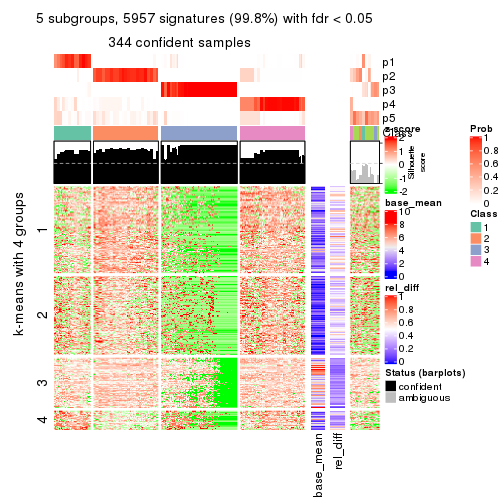 5 subgroups, 5957 signatures (99.8%) with fdr < 0.05
344 confident samples
p1
p2
p3
p4
p5
Class
z-score
2
1
0
-1
-2
Silhouette
score
Prob
1
0.8
0.6
0.4
0.2
0
base_mean
10
8
6
4
2
0
Class
1
2
3
4
rel_diff
1
0.8
0.6
0.4
0.2
0
Status (barplots)
confident
ambiguous
k-means with 4 groups
1
2
3
4
base_mean
rel_diff